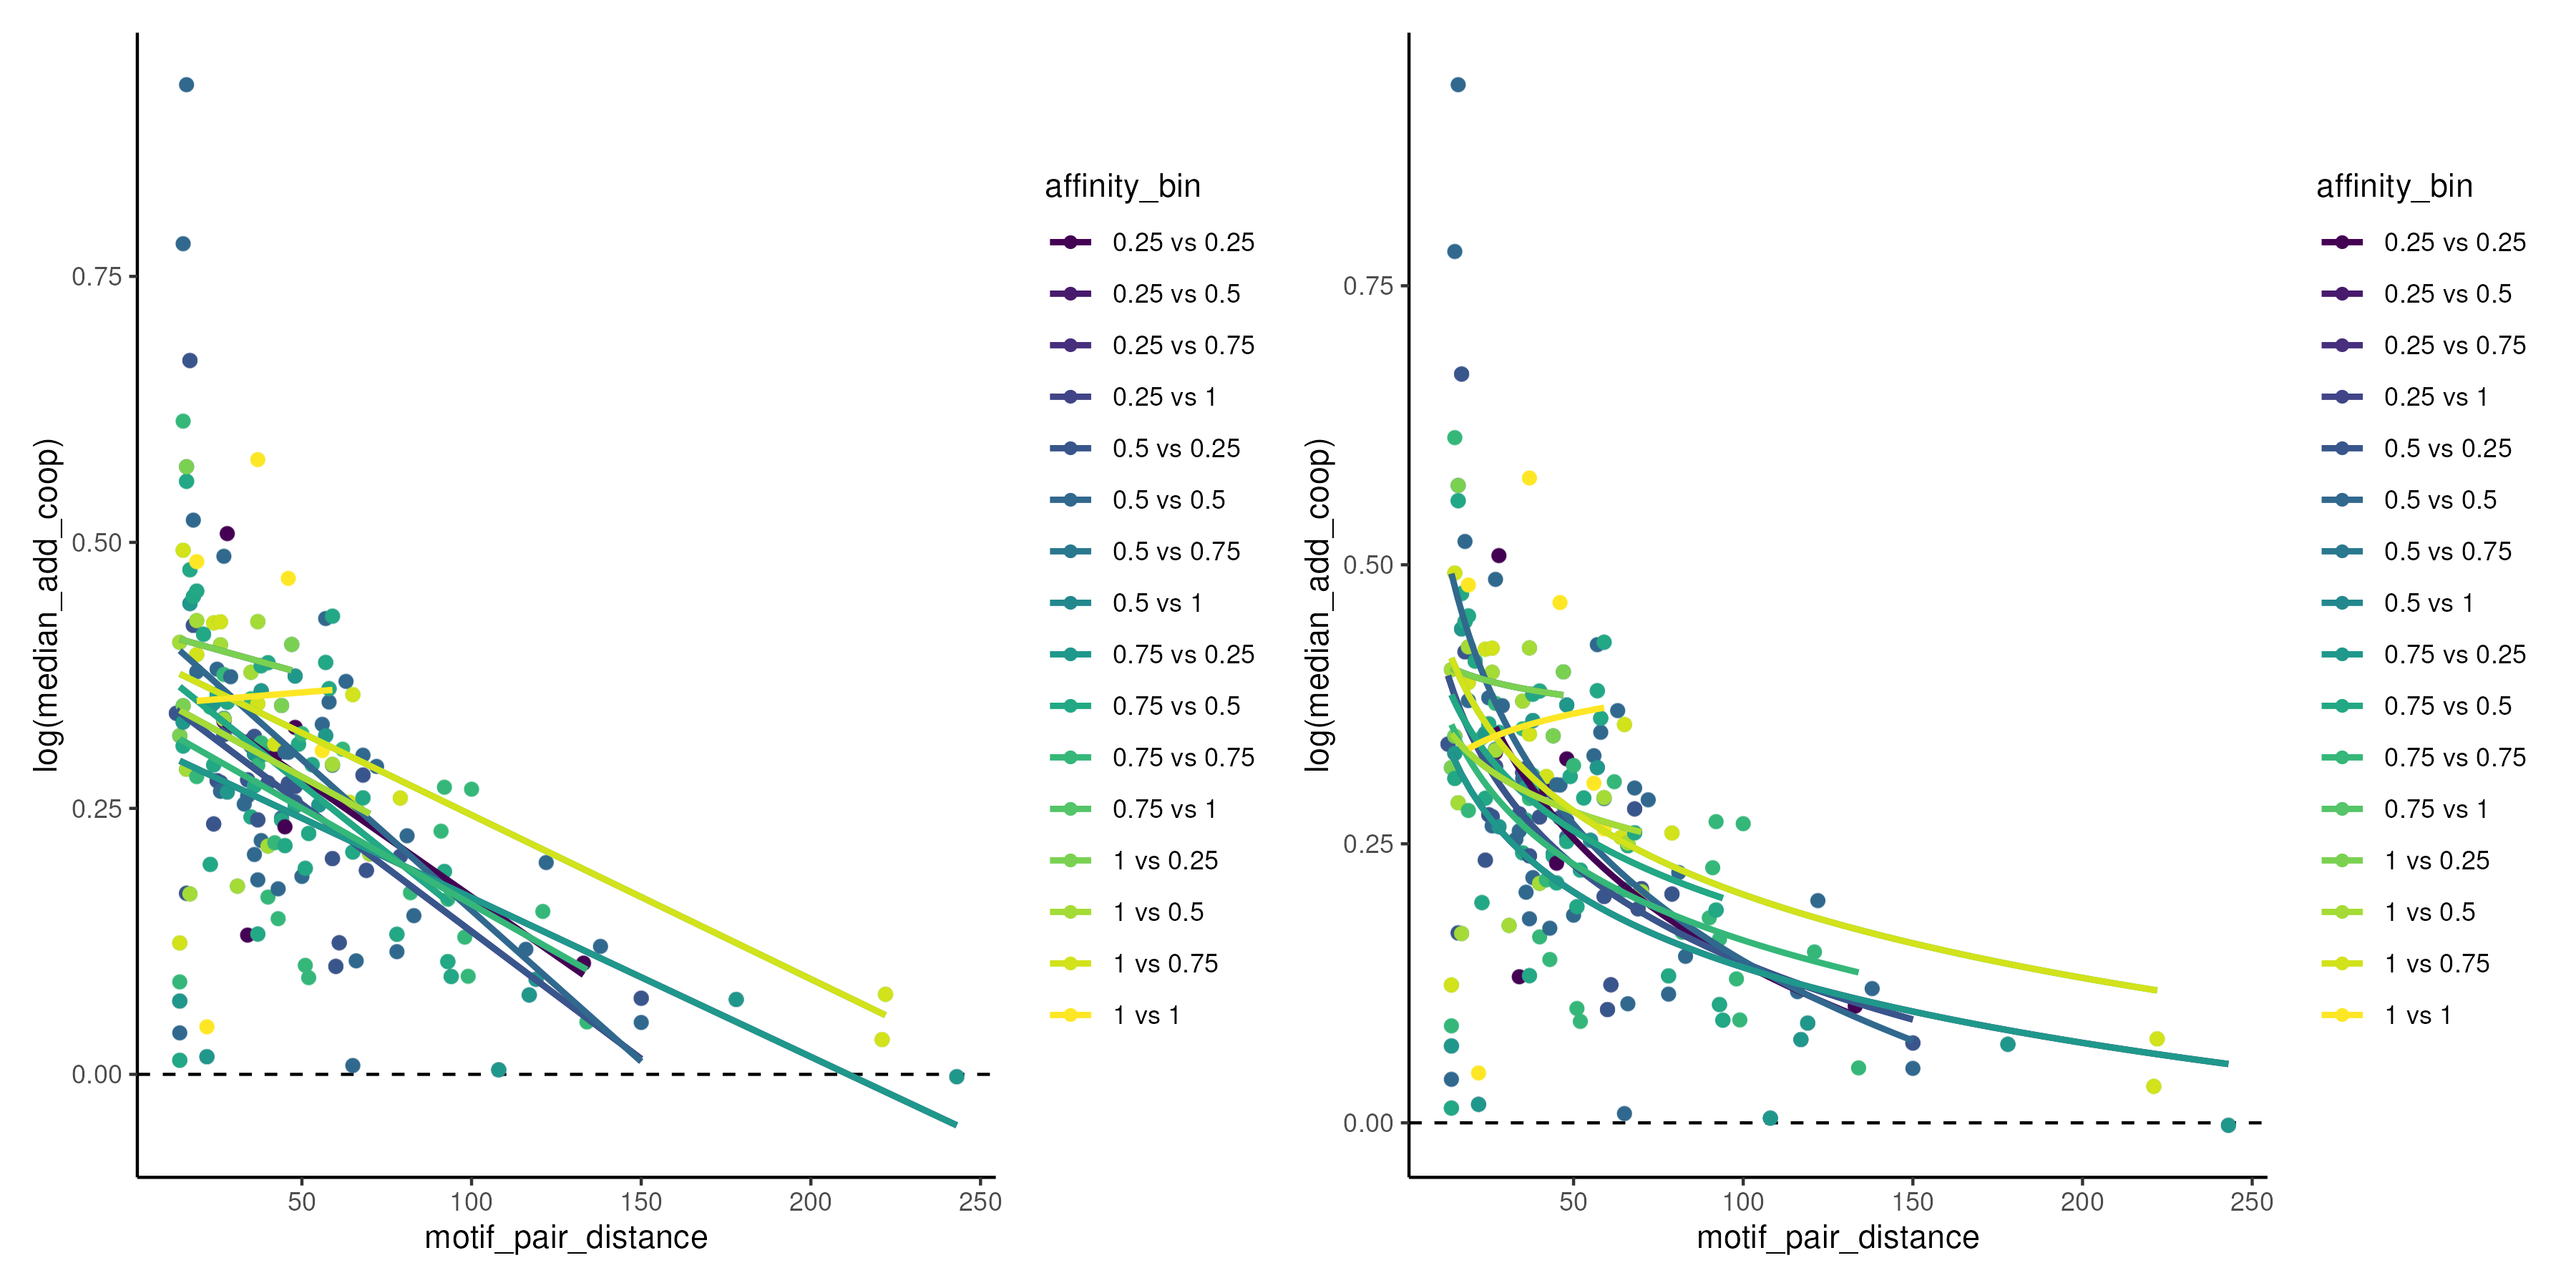 log(median_add_coop)
0.75
0.50
0.25
0.00
50
100
150
200
250
motif_pair_distance
affinity_bin
0.25 vs 0.25
0.25 vs 0.5
0.25 vs 0.75
0.25 vs 1
0.5 vs 0.25
0.5 vs 0.5
0.5 vs 0.75
0.5 vs 1
0.75 vs 0.25
0.75 vs 0.5
0.75 vs 0.75
0.75 vs 1
1 vs 0.25
1 vs 0.5
1 vs 0.75
1 vs 1
log(median_add_coop)
0.75
0.50
0.25
0.00
50
100
150
200
250
motif_pair_distance
affinity_bin
0.25 vs 0.25
0.25 vs 0.5
0.25 vs 0.75
0.25 vs 1
0.5 vs 0.25
0.5 vs 0.5
0.5 vs 0.75
0.5 vs 1
0.75 vs 0.25
0.75 vs 0.5
0.75 vs 0.75
0.75 vs 1
1 vs 0.25
1 vs 0.5
1 vs 0.75
1 vs 1